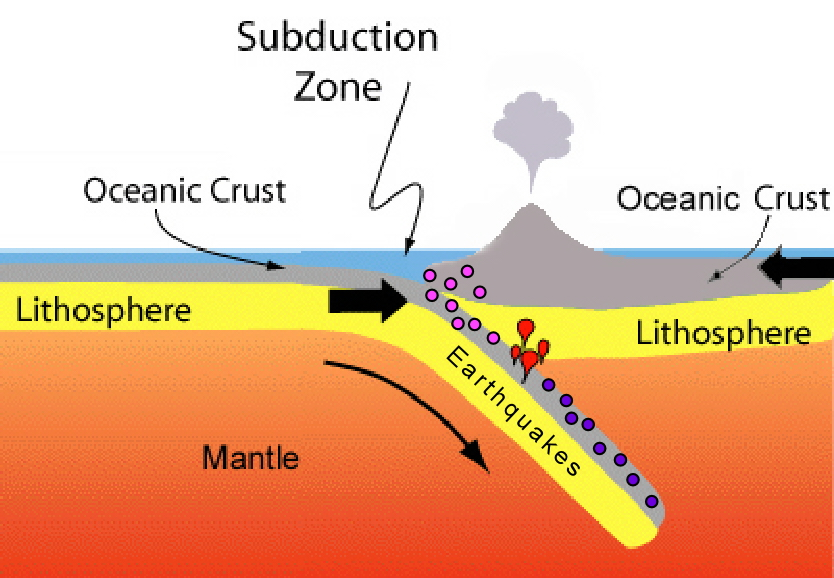 Subduction
Zone
Oceanic Crust
Oceanic Crust
Lithosphere
Lithosphere
Earthquakes
Mantle